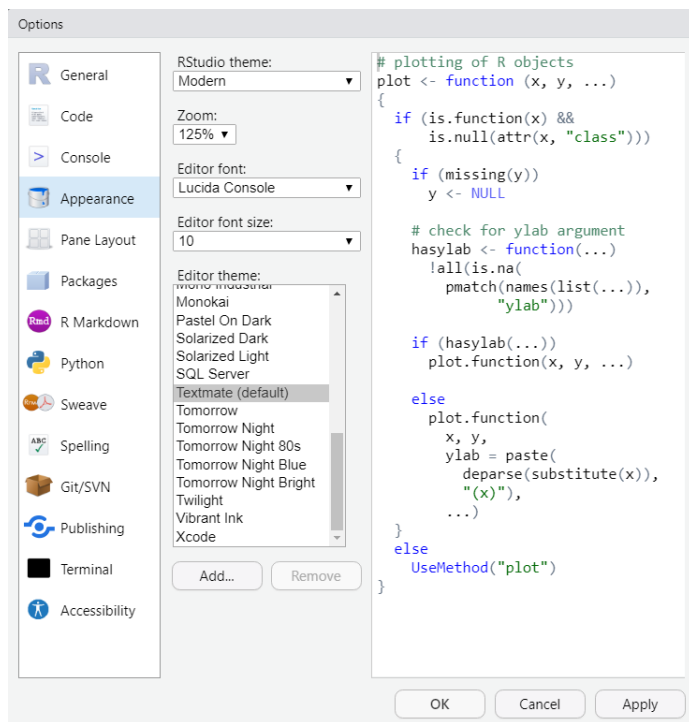 Options
General
Code
Console
Appearance
Pane Layout
Packages
Rmd R Markdown
Python
Sweave
ABC Spelling
Git/SVN
Publishing
Terminal
Accessibility
RStudio theme:
Modern
Zoom:
125%
Editor font:
Lucida Console
Editor font size:
10
Editor theme:
Mono Industrial
Monokai
Pastel On Dark
Solarized Dark
Solarized Light
SQL Server
Textmate (default)
Tomorrow
Tomorrow Night
Tomorrow Night 80s
Tomorrow Night Blue
Tomorrow Night Bright
Twilight
Vibrant Ink
Xcode
Add... Remove
# plotting of R objects
plot <- function (x, y, ...)
{
  if (is.function(x) &&
      is.null(attr(x, "class")))
  {
    if (missing(y))
      y <- NULL

    # check for ylab argument
    hasylab <- function(...)
      !all(is.na(
        pmatch(names(list(...)),
              "ylab")))

    if (hasylab(...))
      plot.function(x, y, ...)

    else
      plot.function(
        x, y,
        ylab = paste(
          deparse(substitute(x)),
          "(x)"),
        ...)
  }
  else
    UseMethod("plot")
}
OK Cancel Apply